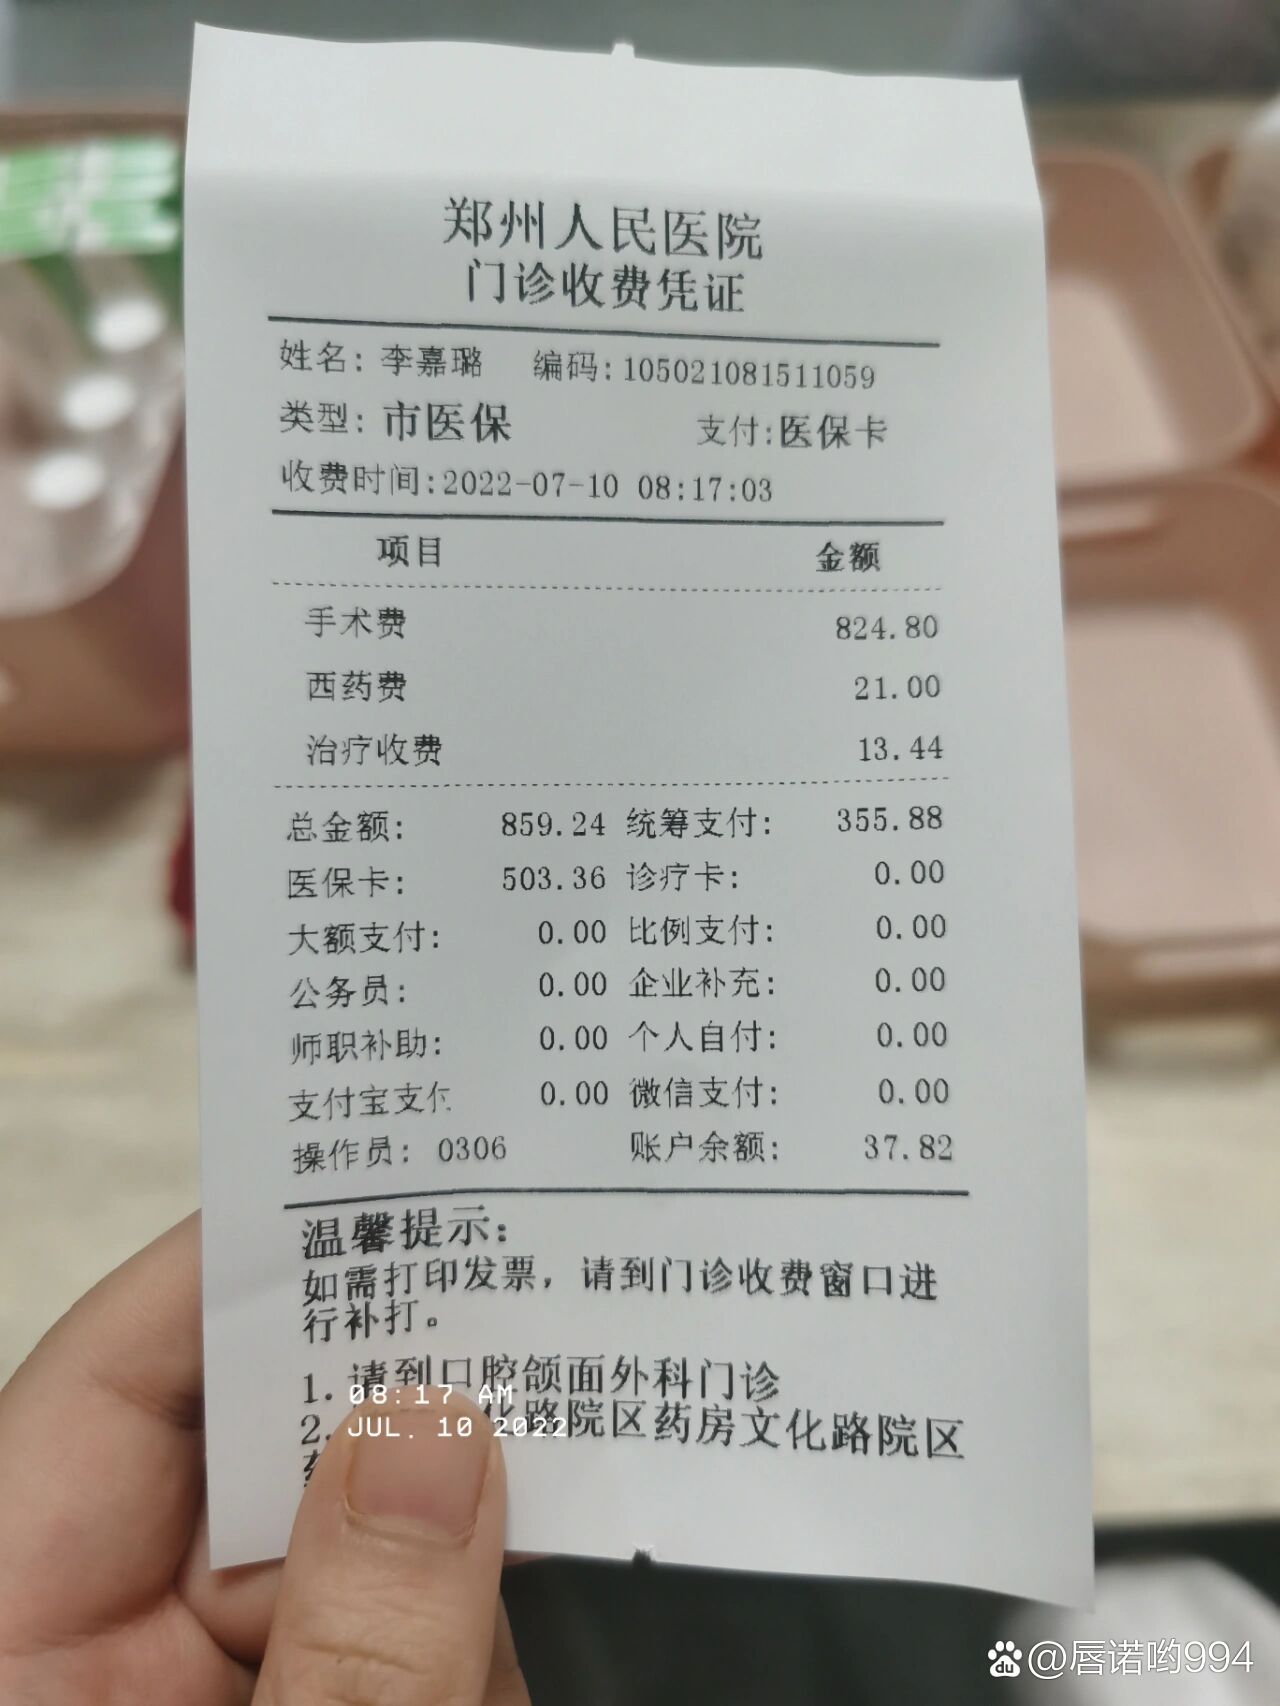 郑州人民医院
门诊收费凭证
姓名: 李嘉璐 编码:105021081511059
类型: 市医保 支付:医保卡
收费时间:2022-07-10 08:17:03
项目 金额
手术费 824.80
西药费 21.00
治疗收费 13.44
总金额: 859.24 统筹支付: 355.88
医保卡: 503.36 诊疗卡: 0.00
大额支付: 0.00 比例支付: 0.00
公务员: 0.00 企业补充: 0.00
师职补助: 0.00 个人自付: 0.00
支付宝支付 0.00 微信支付: 0.00
操作员: 0306 账户余额: 37.82
温馨提示:
如需打印发票，请到门诊收费窗口进
行补打。
1. 请到口腔颌面外科门诊
2. 化路院区药房文化路院区
08:17 AM
JUL. 10 2022
du @唇诺哟994